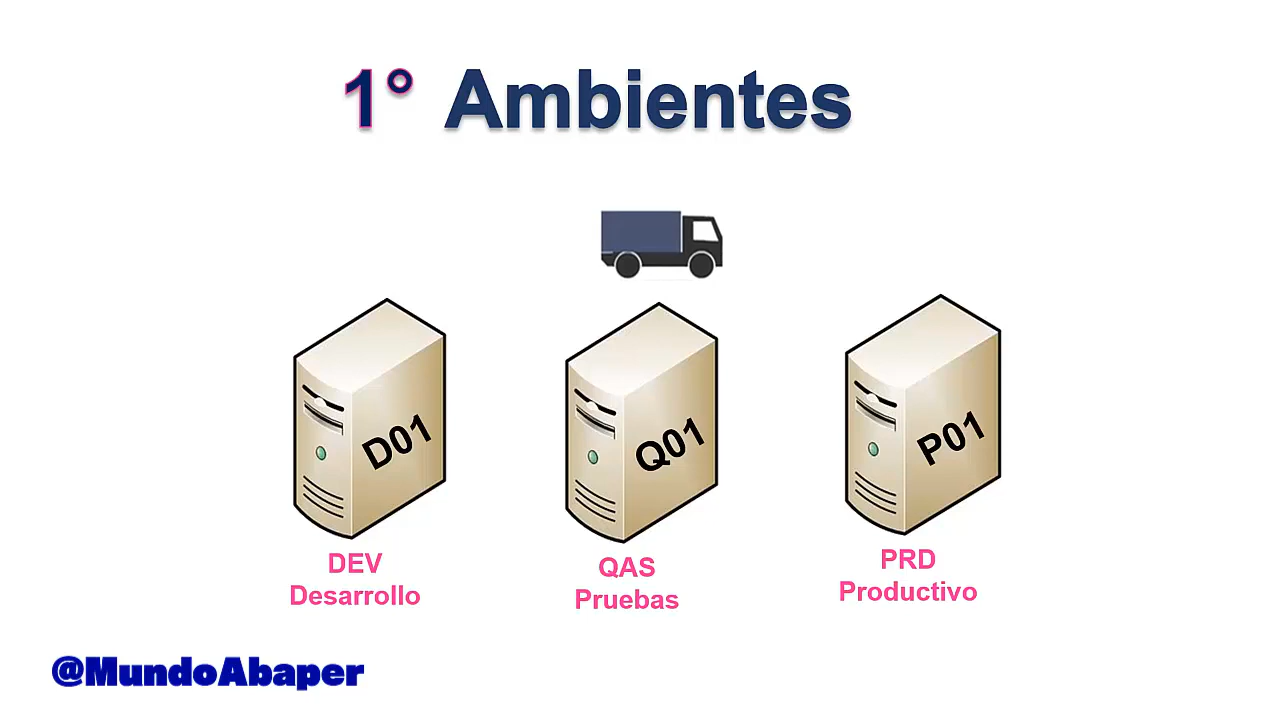 1° Ambientes
D01
Q01
P01
DEV
Desarrollo
QAS
Pruebas
PRD
Productivo
@MundoAbaper